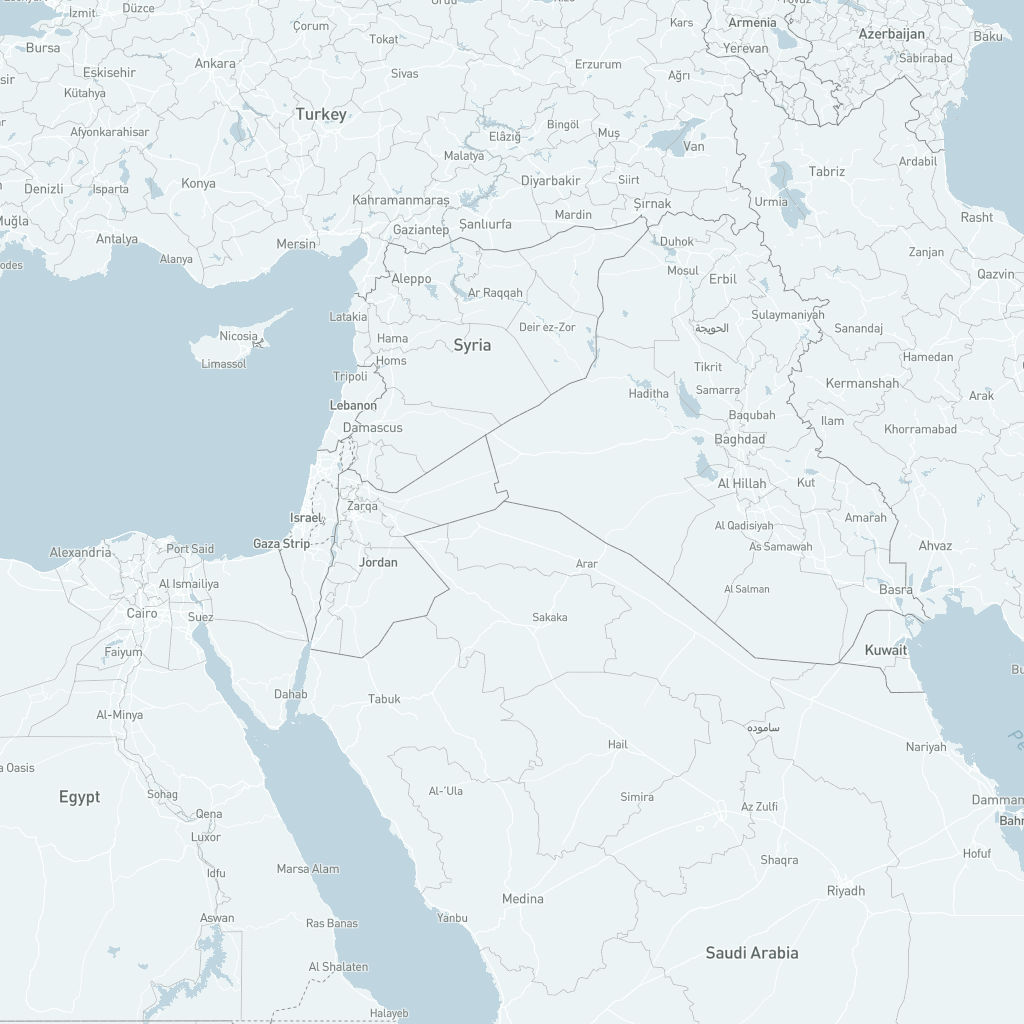 Izmit
Düzce
Çorum
Tokat
Kars
Armenia
Azerbaijan
Baku
Bursa
Ankara
Sivas
Erzurum
Ağrı
Yerevan
Sabirabad
Eskisehir
Kütahya
Turkey
Elâzığ
Bingöl
Muş
Van
Afyonkarahisar
Malatya
Tabriz
Ardabil
Denizli
Isparta
Konya
Kahramanmaraş
Diyarbakir
Siirt
Şırnak
Urmia
Rasht
Muğla
Antalya
Mersin
Gaziantep
Şanlıurfa
Mardin
Duhok
Zanjan
Alanya
Aleppo
Ar Raqqah
Mosul
Erbil
Qazvin
Latakia
Deir ez-Zor
الحويجة
Sulaymaniyah
Sanandaj
Nicosia
Hama
Syria
Limassol
Homs
Tikrit
Hamedan
Tripoli
Haditha
Samarra
Kermanshah
Arak
Lebanon
Baqubah
Ilam
Khorramabad
Damascus
Baghdad
Al Hillah
Kut
Zarqa
Israel
Al Qadisiyah
Amarah
Gaza Strip
As Samawah
Ahvaz
Alexandria
Port Said
Jordan
Arar
Al Ismailiya
Al Salman
Basra
Cairo
Suez
Sakaka
Faiyum
Kuwait
Dahab
Tabuk
Al-Minya
ساموده
Hail
Nariyah
a Oasis
Egypt
Sohag
Al-'Ula
Simira
Az Zulfi
Dammam
Qena
Bahr
Luxor
Shaqra
Hofuf
Idfu
Marsa Alam
Riyadh
Medina
Aswan
Ras Banas
Yanbu
Saudi Arabia
Al Shalaten
Halayeb